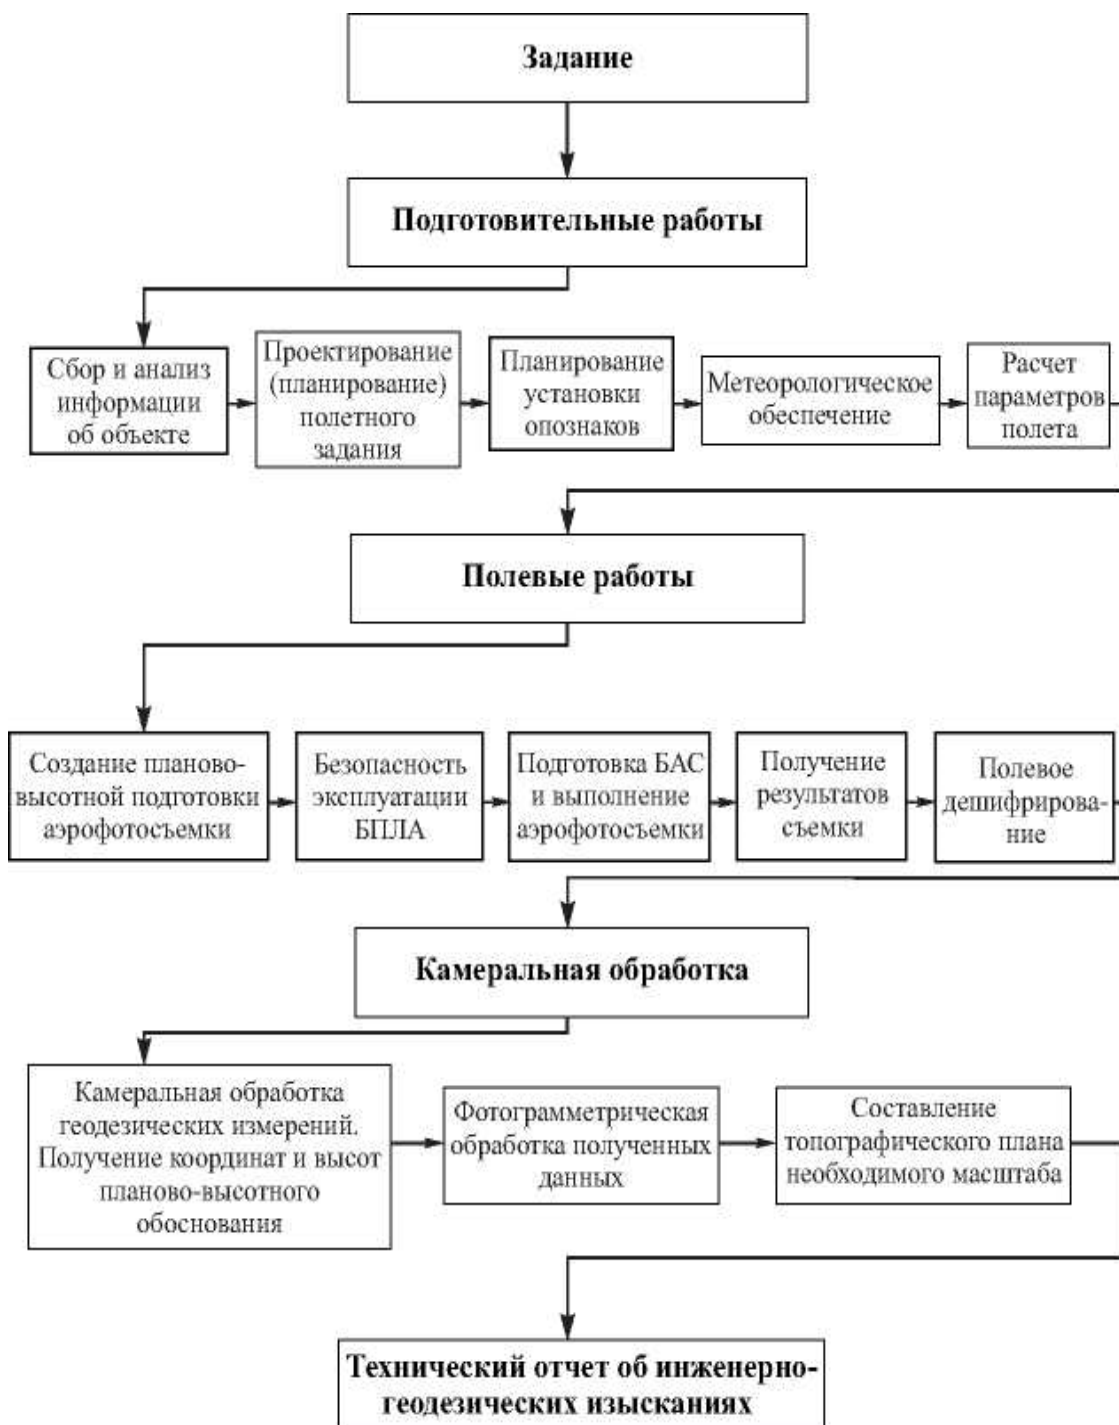 Задание
Подготовительные работы
Сбор и анализ
информации
об объекте
Проектирование
(планирование)
полетного
задания
Планирование
установки
опознаков
Метеорологическое
обеспечение
Расчет
параметров
полета
Полевые работы
Создание планово-
высотной подготовки
аэрофотосъемки
Безопасность
эксплуатации
БПЛА
Подготовка БАС
и выполнение
аэрофотосъемки
Получение
результатов
съемки
Полевое
дешифрирова-
ние
Камеральная обработка
Камеральная обработка
геодезических измерений.
Получение координат и высот
планово-высотного
обоснования
Фотограмметрическая
обработка полученных
данных
Составление
топографического плана
необходимого масштаба
Технический отчет об инженерно-
геодезических изысканиях